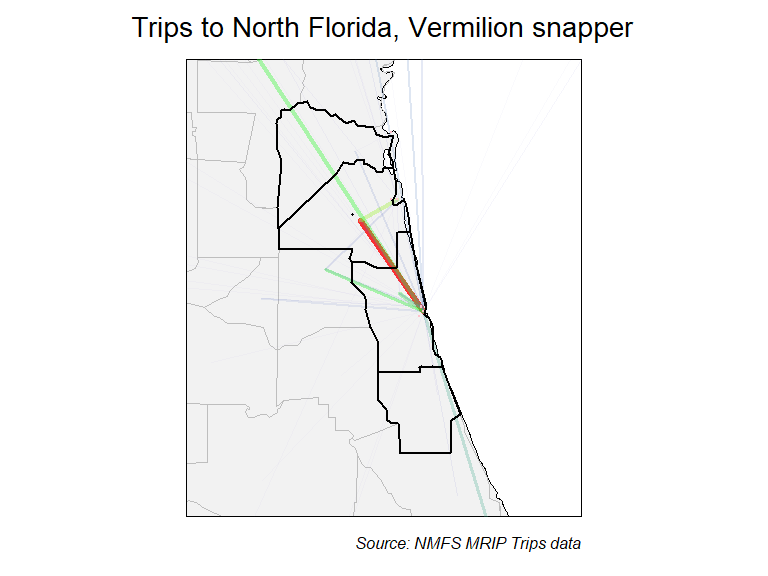 Trips to North Florida, Vermilion snapper
Source: NMFS MRIP Trips data